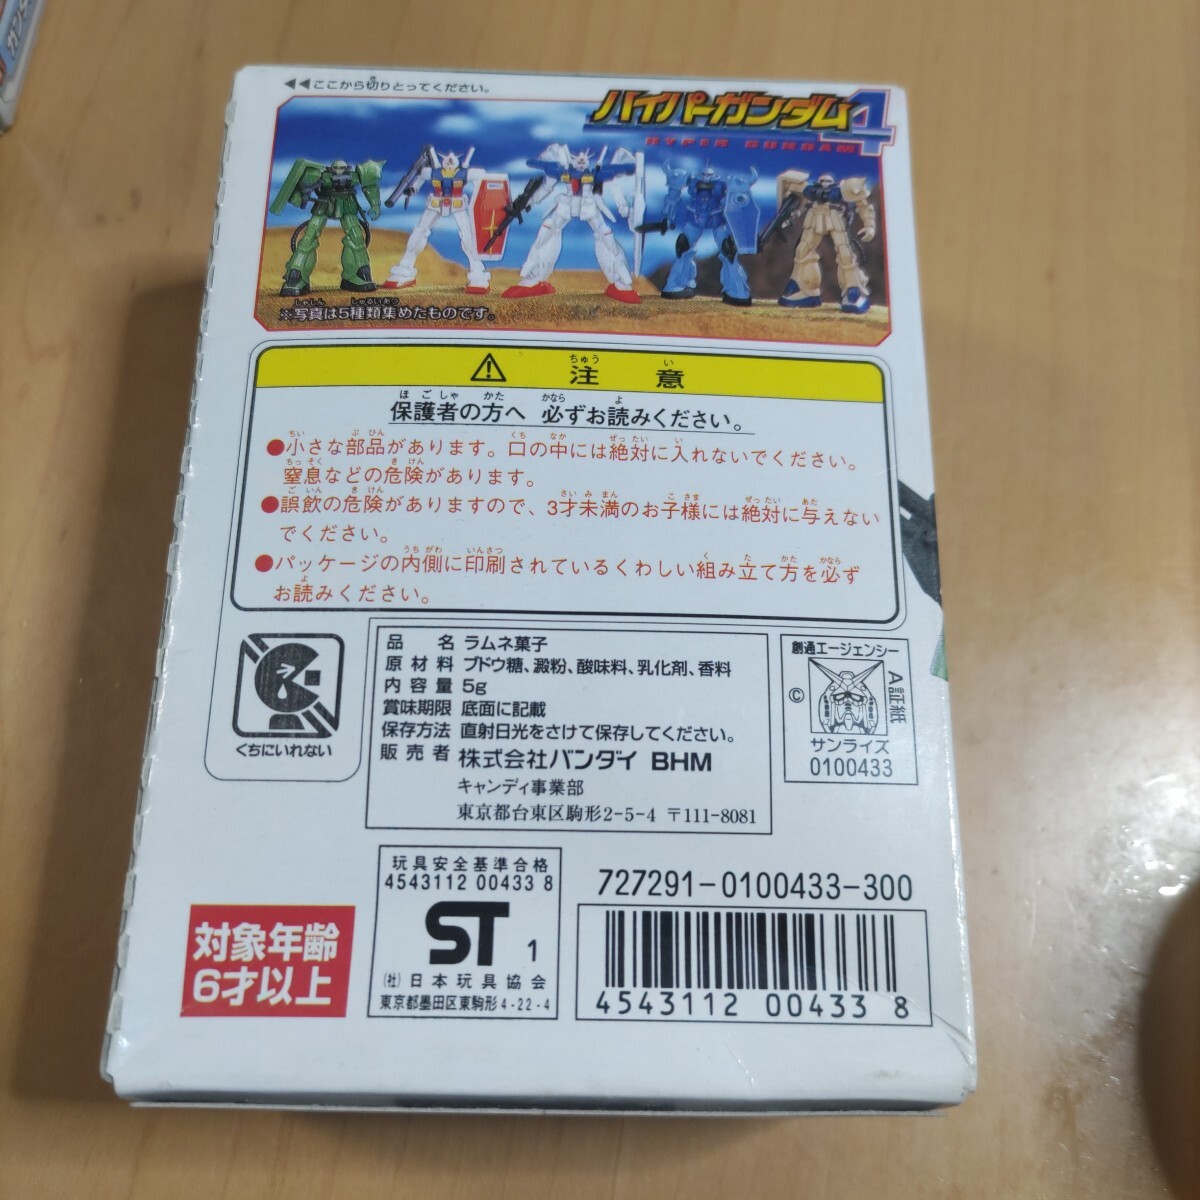 ◀◀ここから切りとってください。
ハイパーガンダム4
HYPER GUNDAM
※写真は5種類集めたものです。
⚠ 注意
保護者の方へ 必ずお読みください。
●小さな部品があります。口の中には絶対に入れないでください。
窒息などの危険があります。
●誤飲の危険がありますので、3才未満のお子様には絶対に与えない
でください。
●パッケージの内側に印刷されているくわしい組み立て方を必ず
お読みください。
くちにいれない
品名 ラムネ菓子
原材料 ブドウ糖、澱粉、酸味料、乳化剤、香料
内容量 5g
賞味期限 底面に記載
保存方法 直射日光をさけて保存してください。
販売者 株式会社バンダイ BHM
キャンディ事業部
東京都台東区駒形2-5-4 〒111-8081
創通エージェンシー
©
A証紙
サンライズ
0100433
対象年齢
6才以上
玩具安全基準合格
4543112 00433 8
ST 1
(社)日本玩具協会
東京都墨田区東駒形4-22-4
727291-0100433-300
4543112 00433 8